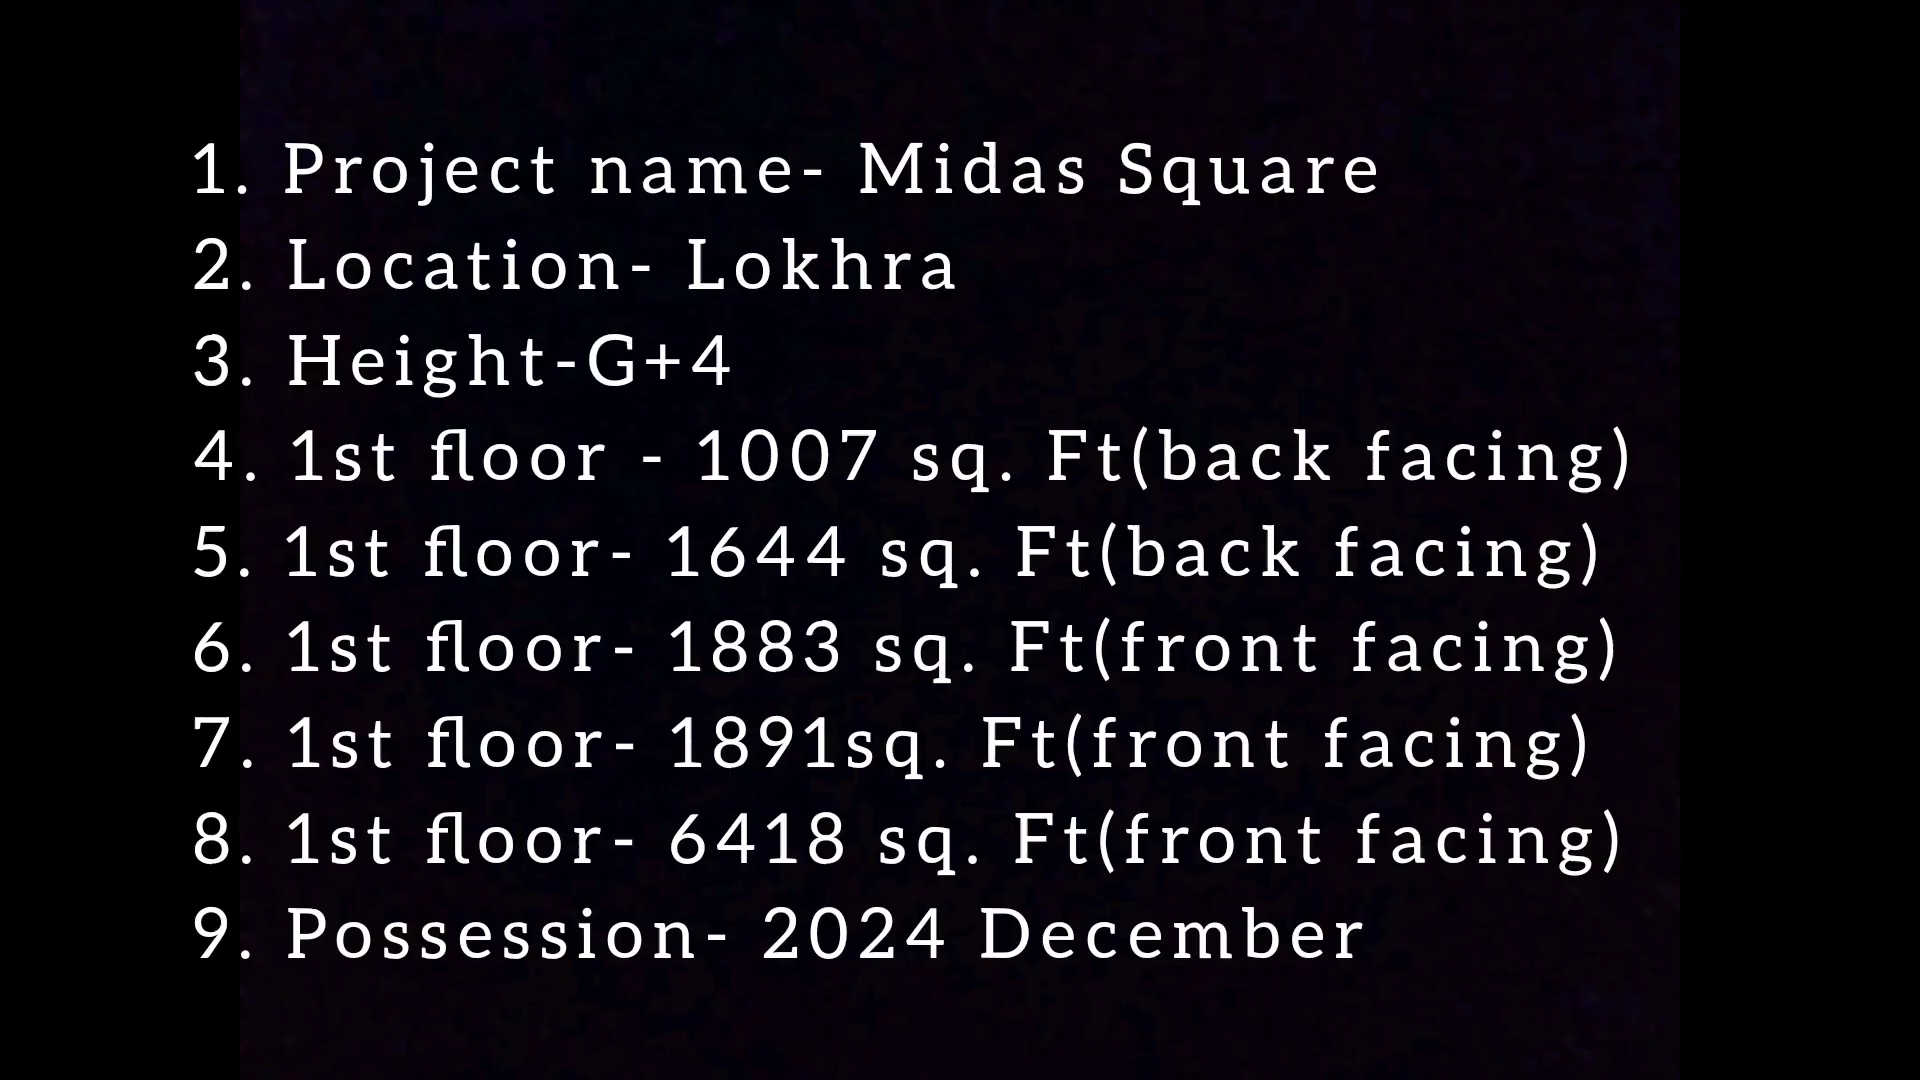 1. Project name- Midas Square
2. Location- Lokhra
3. Height-G+4
4. 1st floor - 1007 sq. Ft(back facing)
5. 1st floor- 1644 sq. Ft(back facing)
6. 1st floor- 1883 sq. Ft(front facing)
7. 1st floor- 1891sq. Ft(front facing)
8. 1st floor- 6418 sq. Ft(front facing)
9. Possession- 2024 December